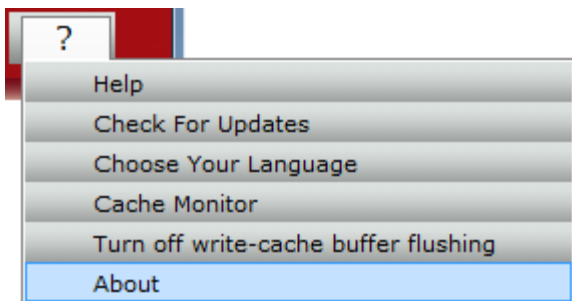 ?
Help
Check For Updates
Choose Your Language
Cache Monitor
Turn off write-cache buffer flushing
About